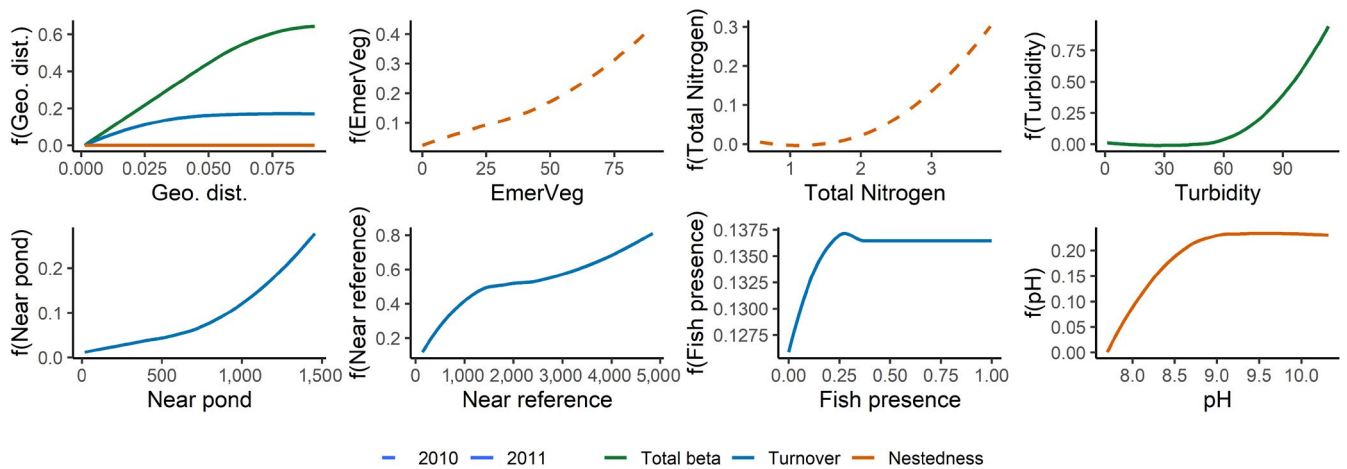 f(Geo. dist.)
0.6
0.4
0.2
0.0
0.000 0.025 0.050 0.075
Geo. dist.
f(EmerVeg)
0.4
0.3
0.2
0.1
0 25 50 75
EmerVeg
f(Total Nitrogen)
0.3
0.2
0.1
0.0
1 2 3
Total Nitrogen
f(Turbidity)
0.75
0.50
0.25
0.00
0 30 60 90
Turbidity
f(Near pond)
0.2
0.1
0.0
0 500 1,000 1,500
Near pond
f(Near reference)
0.8
0.6
0.4
0.2
0 1,000 2,000 3,000 4,000 5,000
Near reference
f(Fish presence)
0.1375
0.1350
0.1325
0.1300
0.1275
0.00 0.25 0.50 0.75 1.00
Fish presence
f(pH)
0.20
0.15
0.10
0.05
0.00
8.0 8.5 9.0 9.5 10.0
pH
2010 2011 Total beta Turnover Nestedness